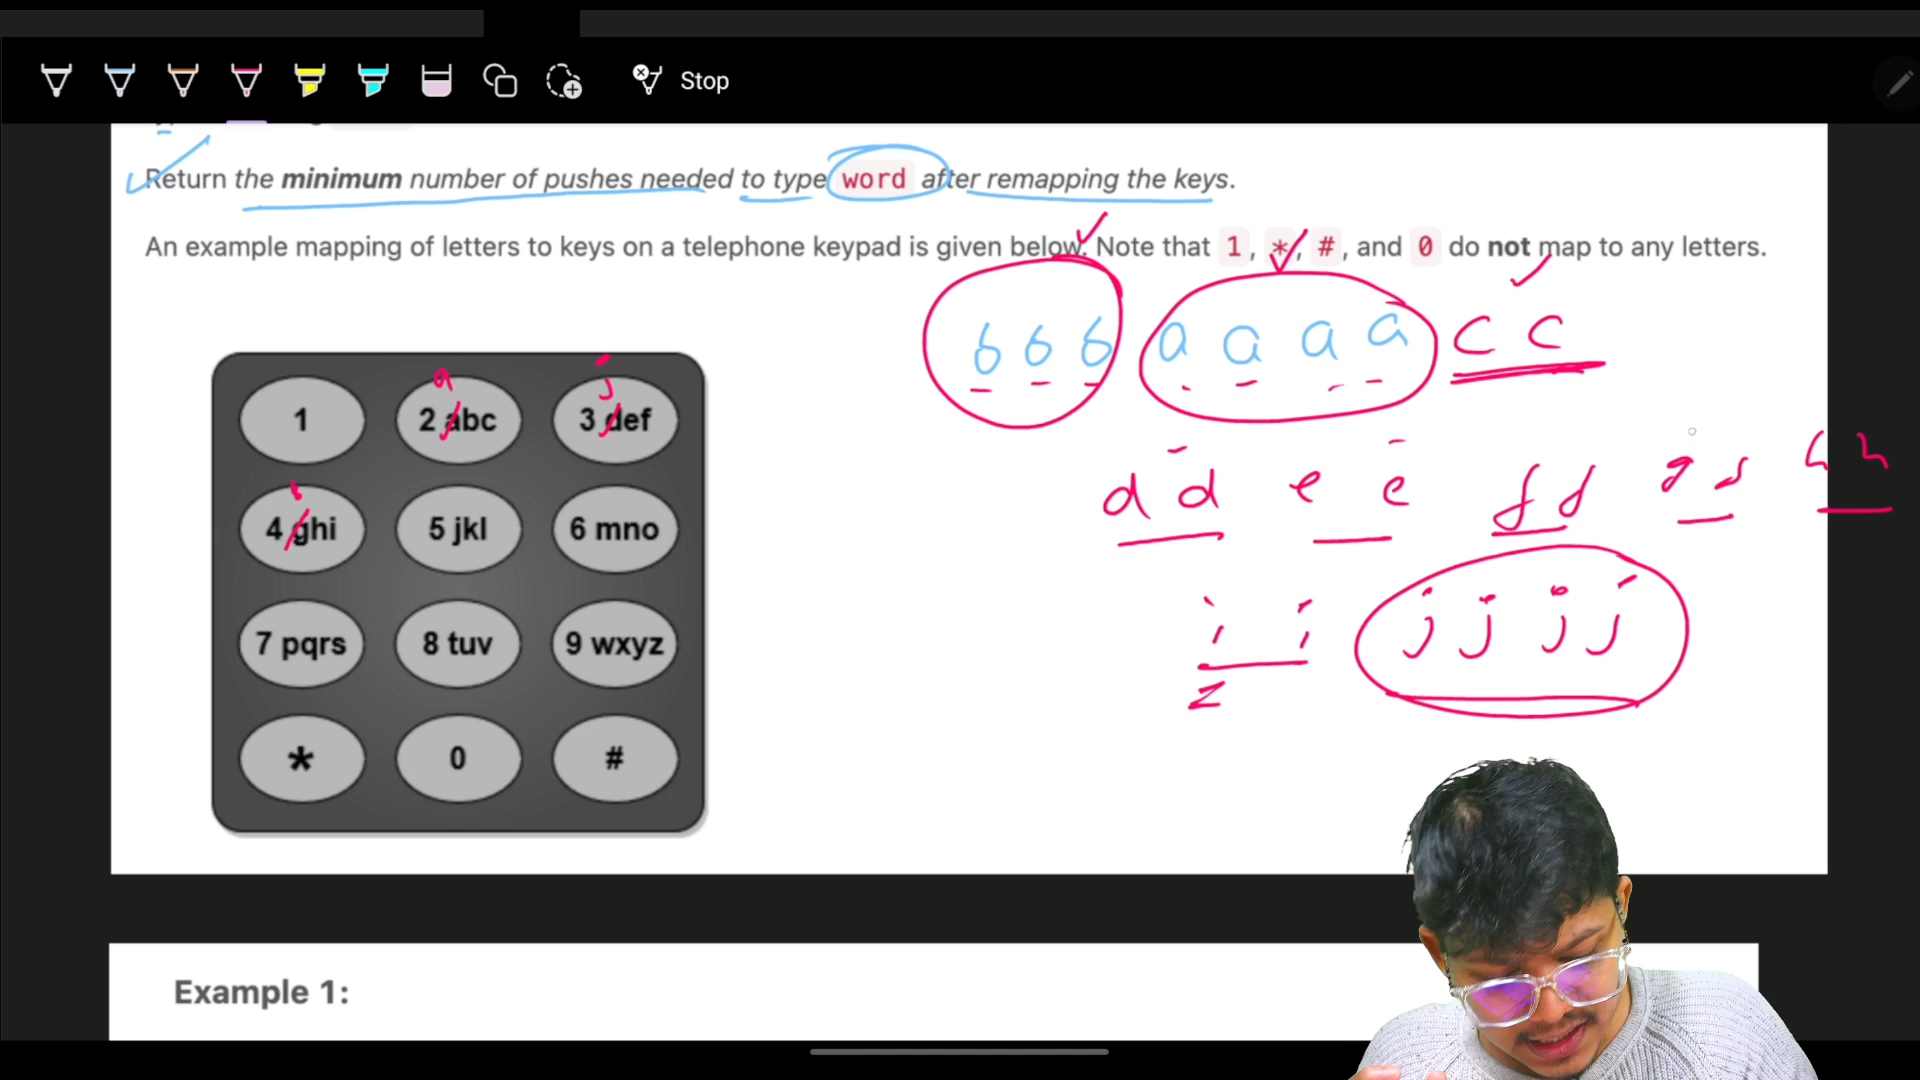 Stop
Return the minimum number of pushes needed to type word after remapping the keys.
An example mapping of letters to keys on a telephone keypad is given below. Note that 1, *, #, and 0 do not map to any letters.
b b b a a a a c c
1 2 abc 3 def
a j
d d e e f f g g h h
4 ghi 5 jkl 6 mno
i i j j j j
7 pqrs 8 tuv 9 wxyz
* 0 #
Example 1: